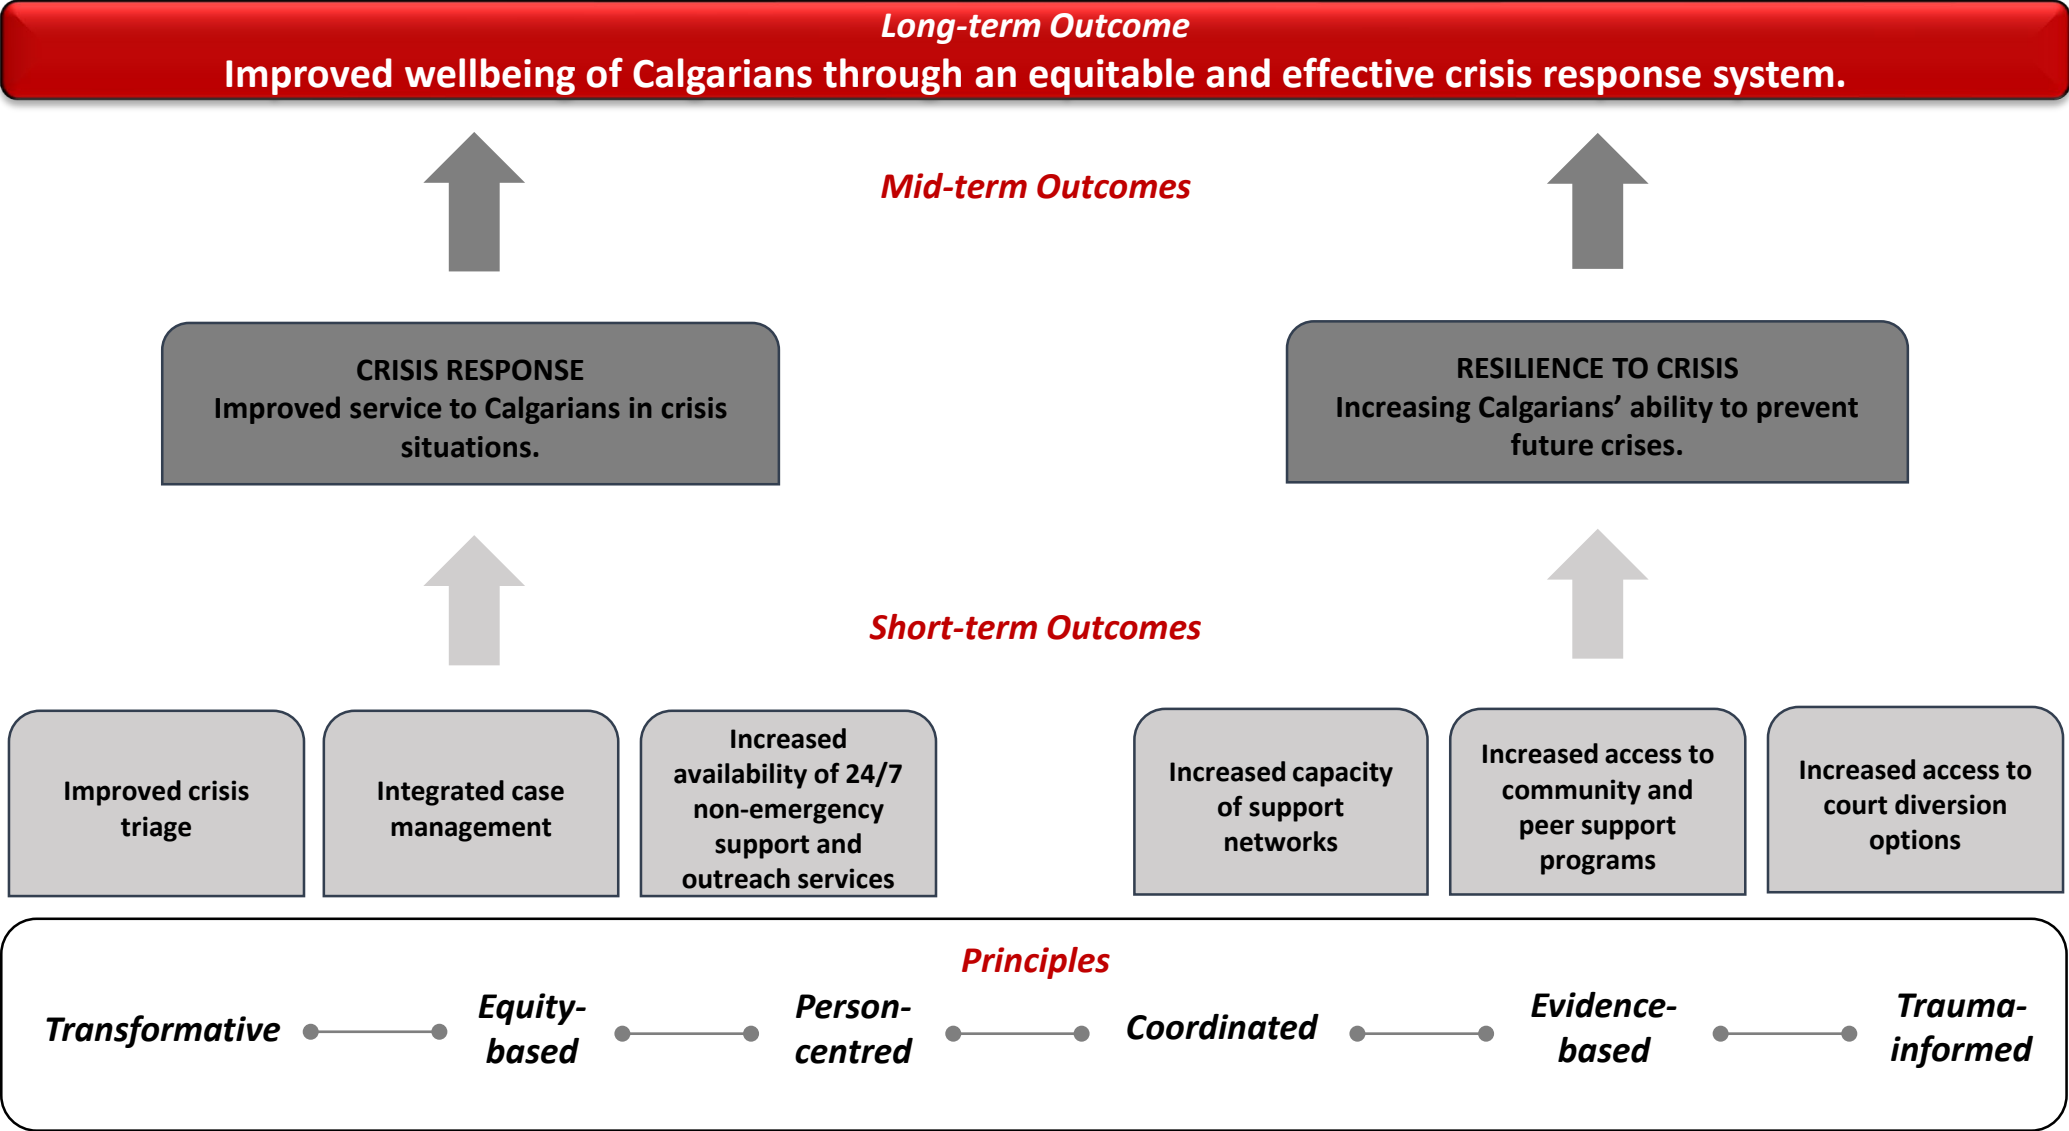 Long-term Outcome
Improved wellbeing of Calgarians through an equitable and effective crisis response system.
Mid-term Outcomes
CRISIS RESPONSE
Improved service to Calgarians in crisis
situations.
RESILIENCE TO CRISIS
Increasing Calgarians’ ability to prevent
future crises.
Short-term Outcomes
Improved crisis
triage
Integrated case
management
Increased
availability of 24/7
non-emergency
support and
outreach services
Increased capacity
of support
networks
Increased access to
community and
peer support
programs
Increased access to
court diversion
options
Principles
Transformative
Equity-
based
Person-
centred
Coordinated
Evidence-
based
Trauma-
informed